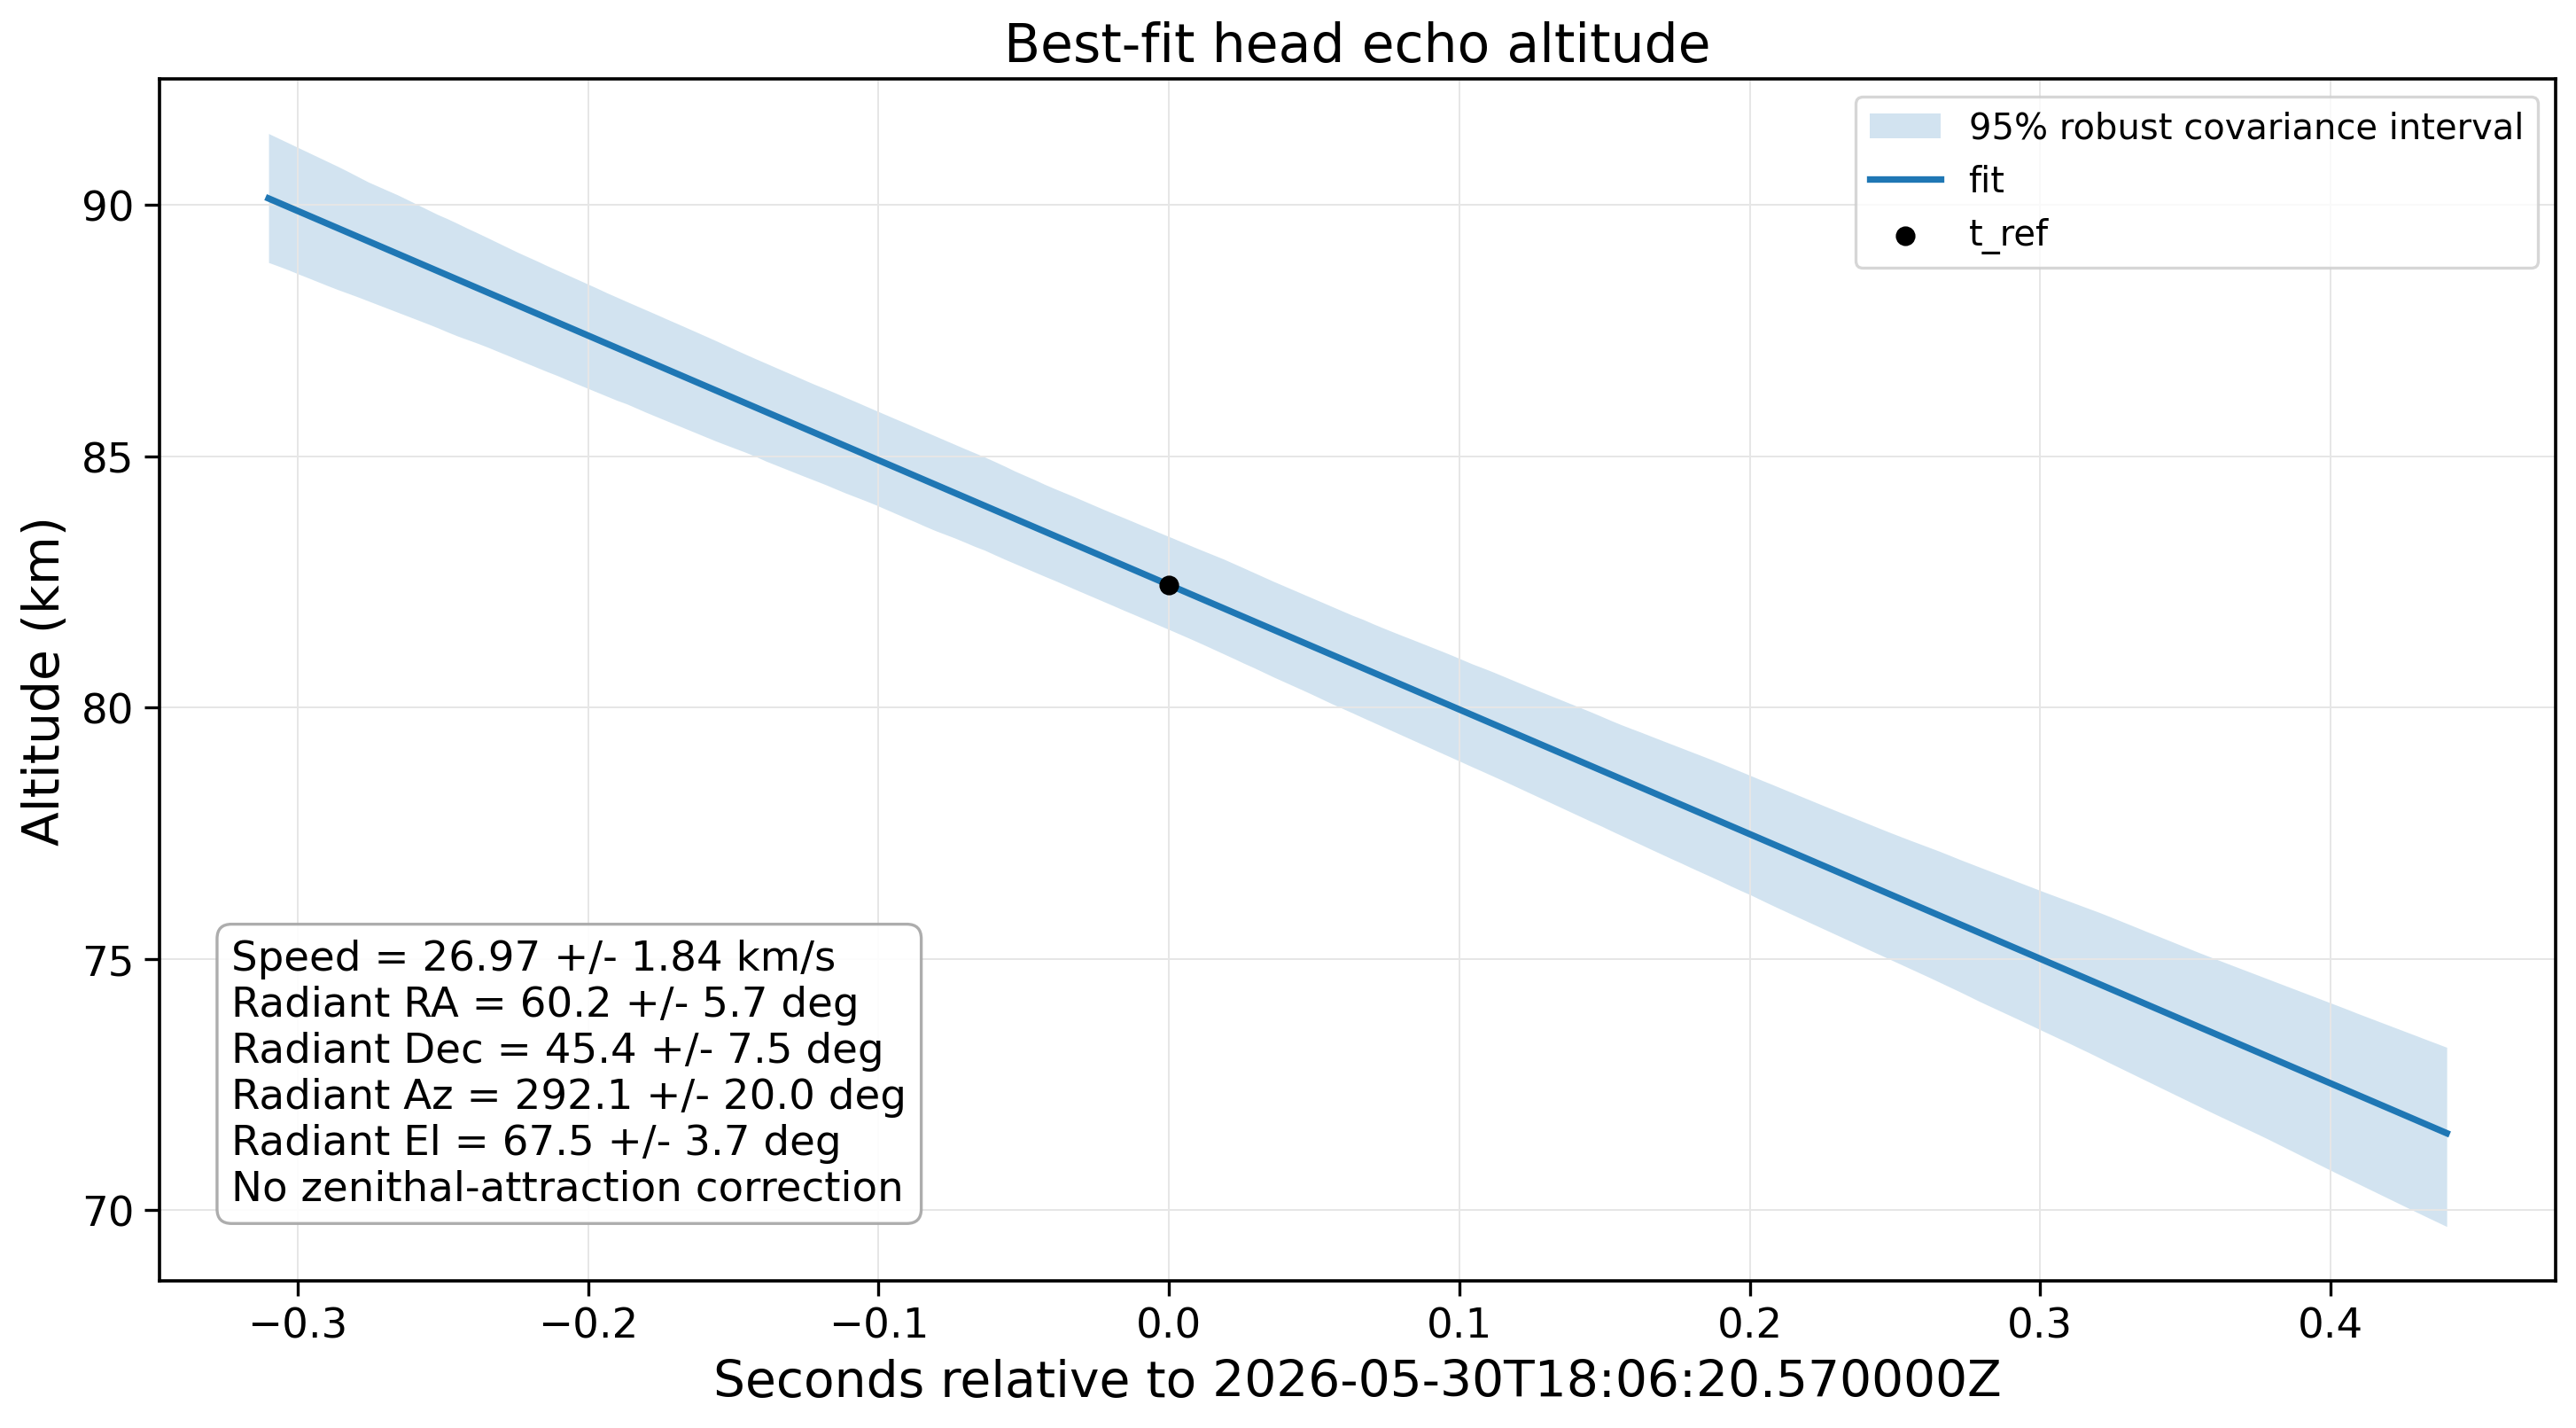 Best-fit head echo altitude
95% robust covariance interval
fit
t_ref
Altitude (km)
90
85
80
75
70
Speed = 26.97 +/- 1.84 km/s
Radiant RA = 60.2 +/- 5.7 deg
Radiant Dec = 45.4 +/- 7.5 deg
Radiant Az = 292.1 +/- 20.0 deg
Radiant El = 67.5 +/- 3.7 deg
No zenithal-attraction correction
−0.3 −0.2 −0.1 0.0 0.1 0.2 0.3 0.4
Seconds relative to 2026-05-30T18:06:20.570000Z